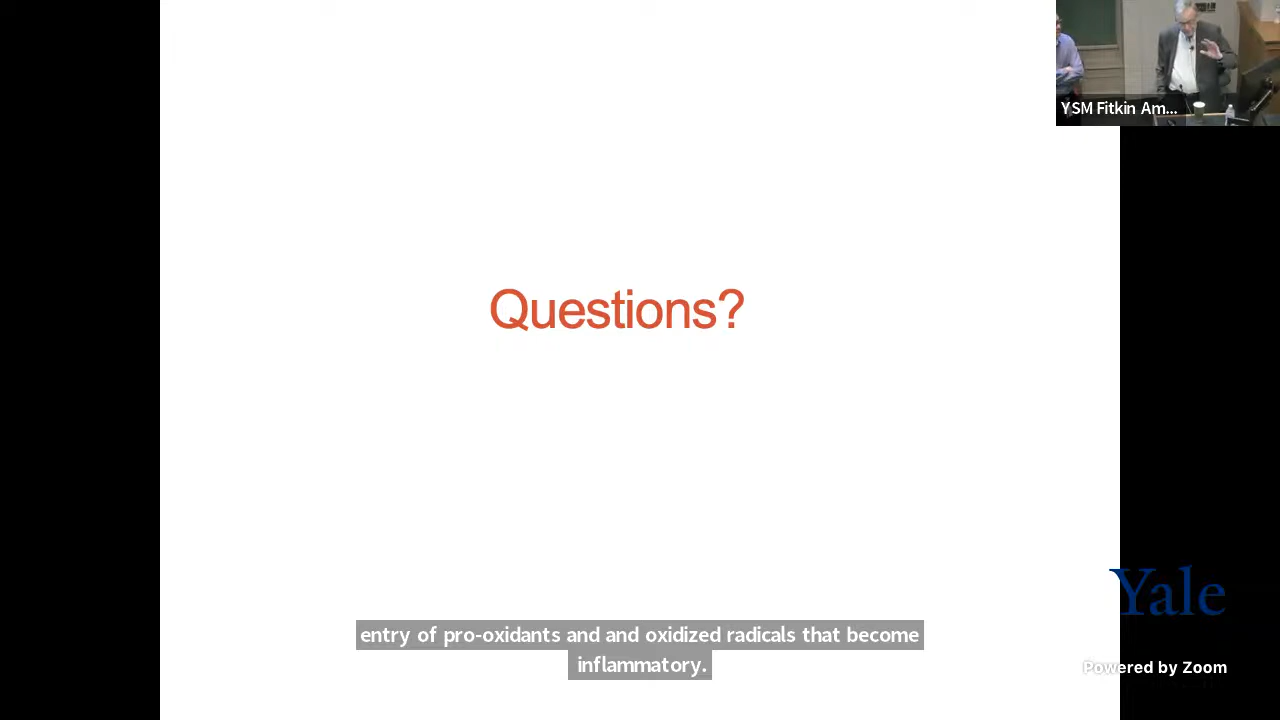 YSM Fitkin Am...
Questions?
Yale
entry of pro-oxidants and and oxidized radicals that become
inflammatory.
Powered by Zoom